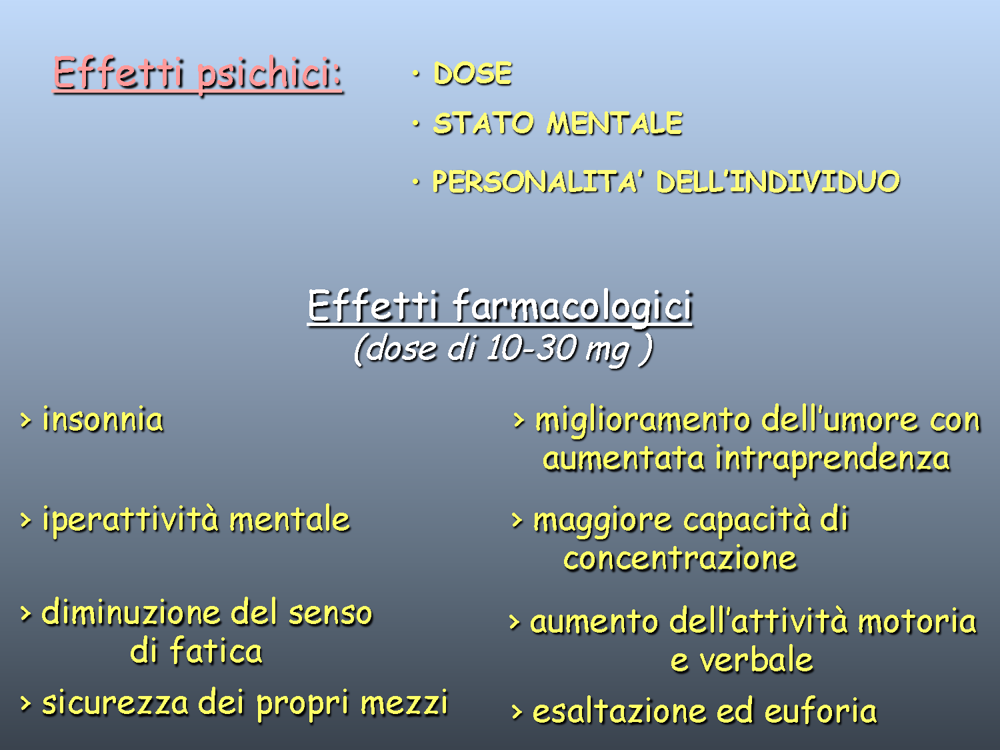 Effetti psichici:
• DOSE
• STATO MENTALE
• PERSONALITA’ DELL’INDIVIDUO
Effetti farmacologici
(dose di 10-30 mg )
> insonnia
> iperattività mentale
> diminuzione del senso
di fatica
> sicurezza dei propri mezzi
> miglioramento dell’umore con
aumentata intraprendenza
> maggiore capacità di
concentrazione
> aumento dell’attività motoria
e verbale
> esaltazione ed euforia